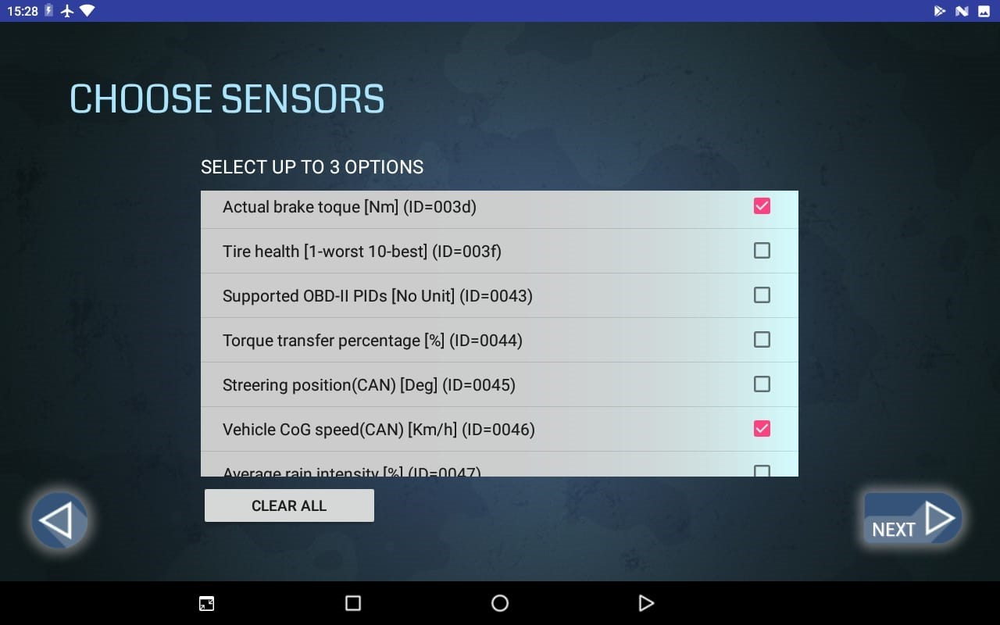 15:28
CHOOSE SENSORS
SELECT UP TO 3 OPTIONS
Actual brake toque [Nm] (ID=003d)
Tire health [1-worst 10-best] (ID=003f)
Supported OBD-II PIDs [No Unit] (ID=0043)
Torque transfer percentage [%] (ID=0044)
Streering position(CAN) [Deg] (ID=0045)
Vehicle CoG speed(CAN) [Km/h] (ID=0046)
Average rain intensity [%] (ID=0047)
CLEAR ALL
NEXT